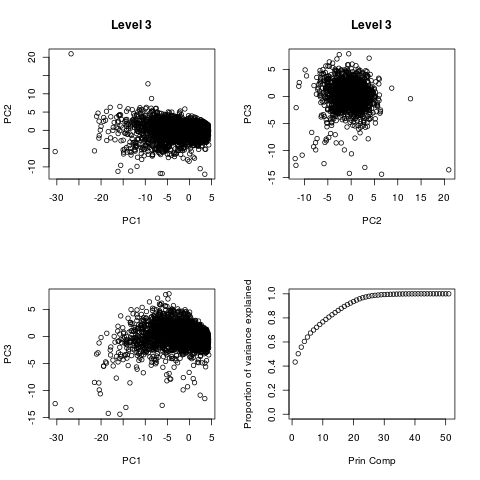 Level 3
PC2
-10 0 5 10 20
-30 -25 -20 -15 -10 -5 0 5
PC1
Level 3
PC3
-15 -10 -5 0 5
-10 -5 0 5 10 15 20
PC2
PC3
-15 -10 -5 0 5
-30 -20 -10 -5 0 5
PC1
Proportion of variance explained
0.0 0.2 0.4 0.6 0.8 1.0
0 10 20 30 40 50
Prin Comp